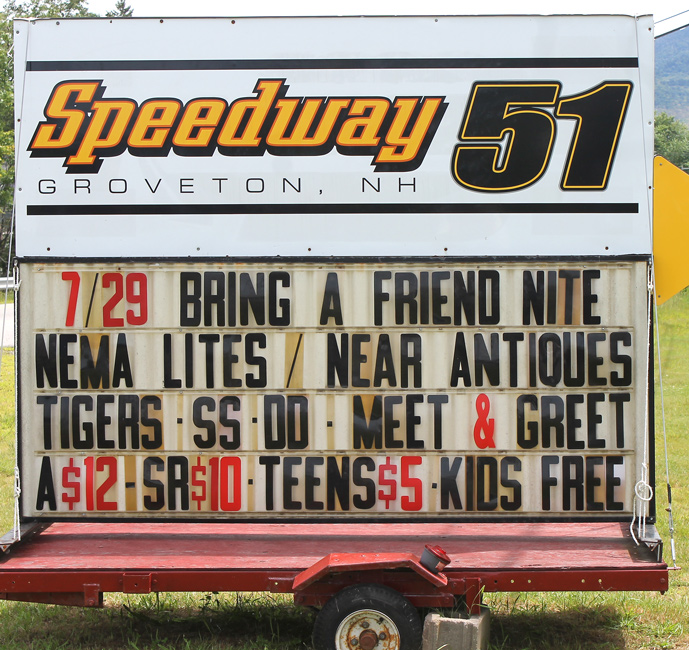 Speedway 51
GROVETON, NH
7/29 BRING A FRIEND NITE
NEMA LITES / NEAR ANTIQUES
TIGERS·SS·DD·MEET & GREET
A$12·SR$10·TEENS$5·KIDS FREE